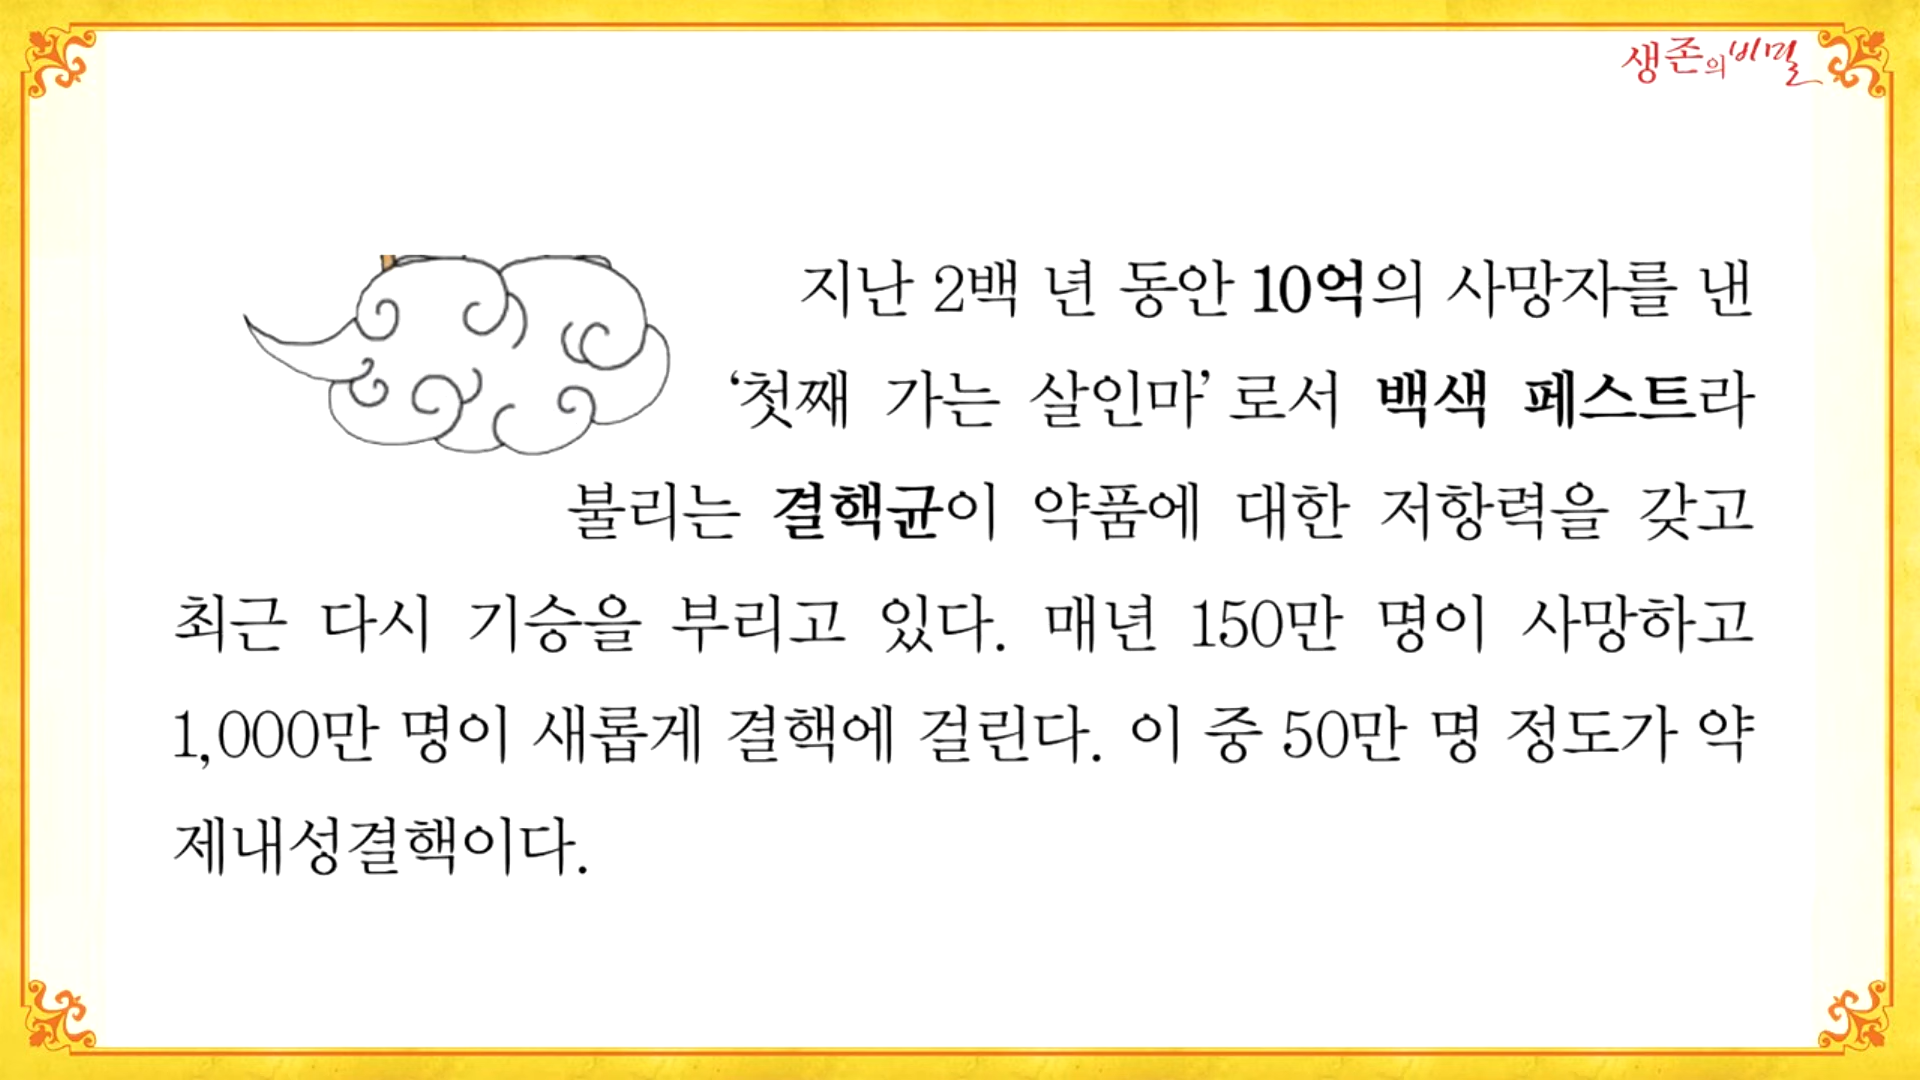 생존의 비밀
지난 2백 년 동안 10억의 사망자를 낸
‘첫째 가는 살인마’로서 백색 페스트라
불리는 결핵균이 약품에 대한 저항력을 갖고
최근 다시 기승을 부리고 있다. 매년 150만 명이 사망하고
1,000만 명이 새롭게 결핵에 걸린다. 이 중 50만 명 정도가 약
제내성결핵이다.